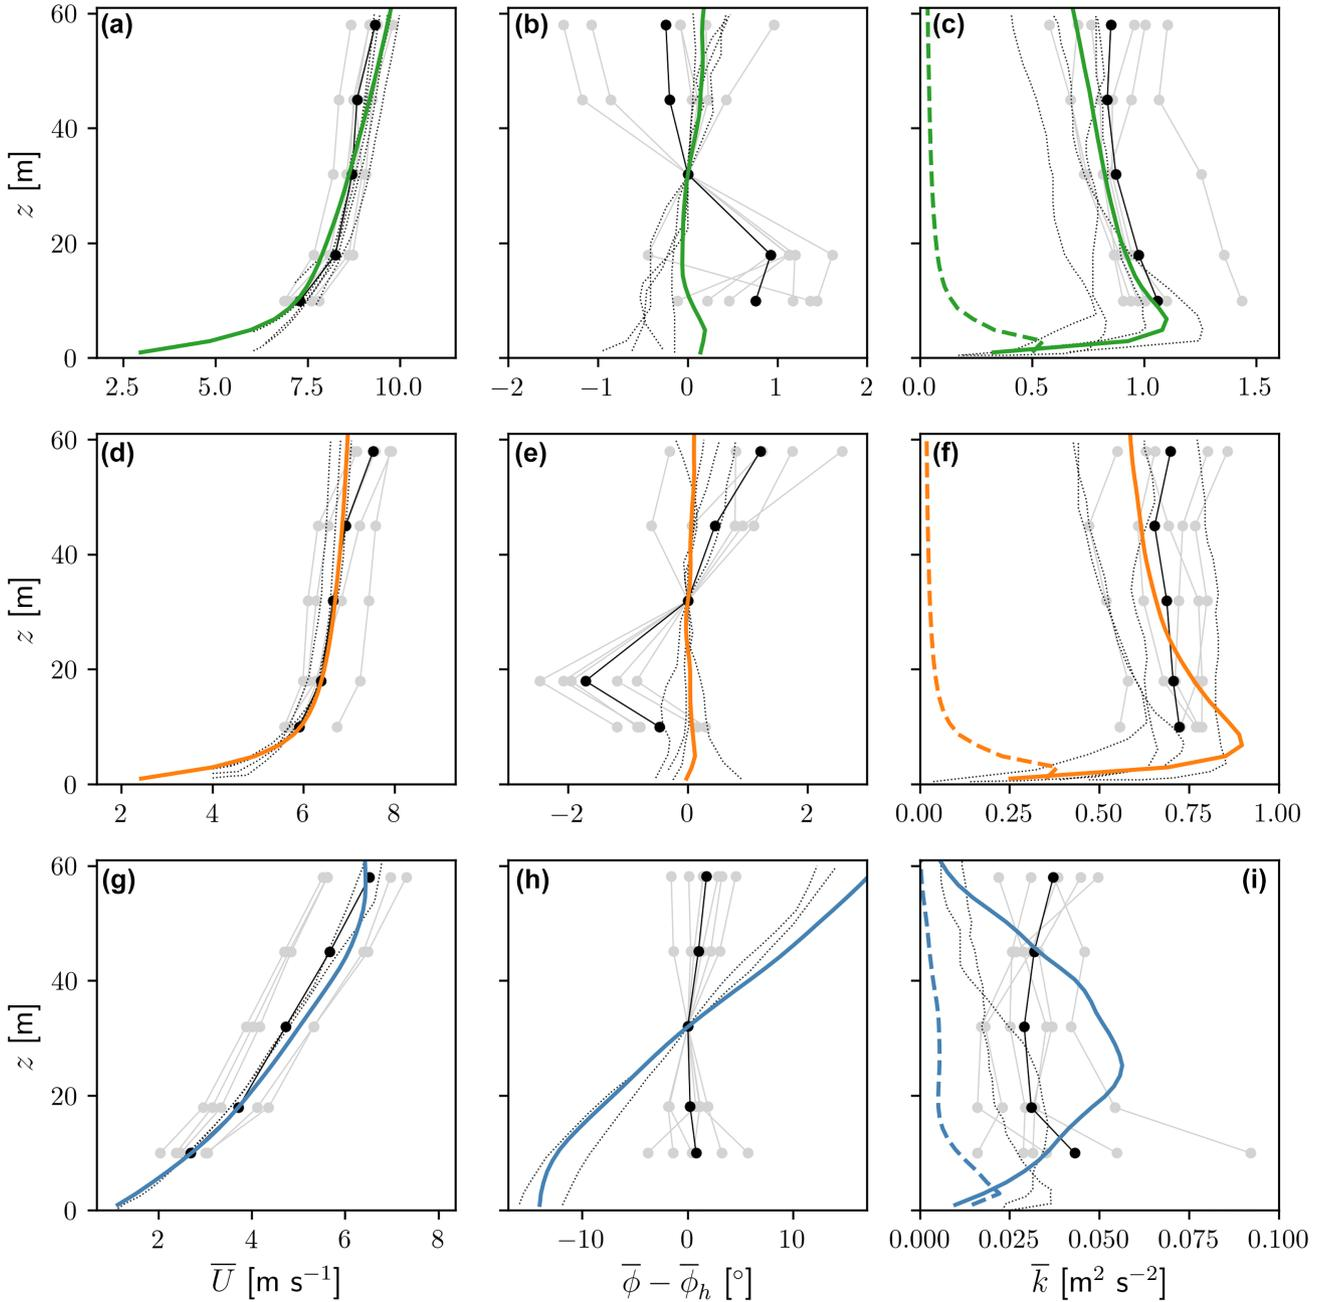 (a)
(b)
(c)
60
40
20
0
z [m]
2.5 5.0 7.5 10.0
−2 −1 0 1 2
0.0 0.5 1.0 1.5
(d)
(e)
(f)
60
40
20
0
z [m]
2 4 6 8
−2 0 2
0.00 0.25 0.50 0.75 1.00
(g)
(h)
(i)
60
40
20
0
z [m]
2 4 6 8
−10 0 10
0.000 0.025 0.050 0.075 0.100
U̅ [m s⁻¹]
ϕ̅ − ϕ̅ₕ [°]
k̅ [m² s⁻²]